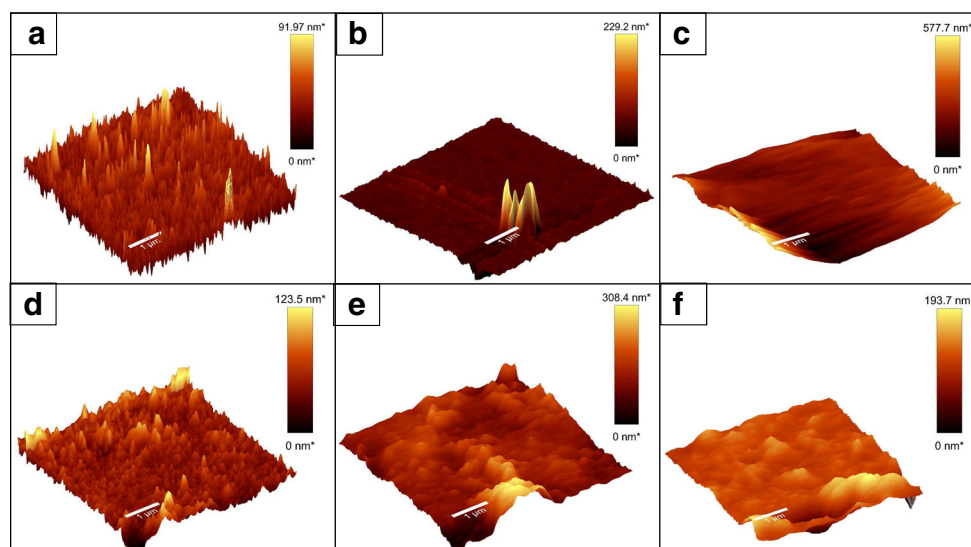 a
91.97 nm*
0 nm*
1 µm
b
229.2 nm*
0 nm*
1 µm
c
577.7 nm*
0 nm*
1 µm
d
123.5 nm*
0 nm*
1 µm
e
308.4 nm*
0 nm*
1 µm
f
193.7 nm*
0 nm*
1 µm